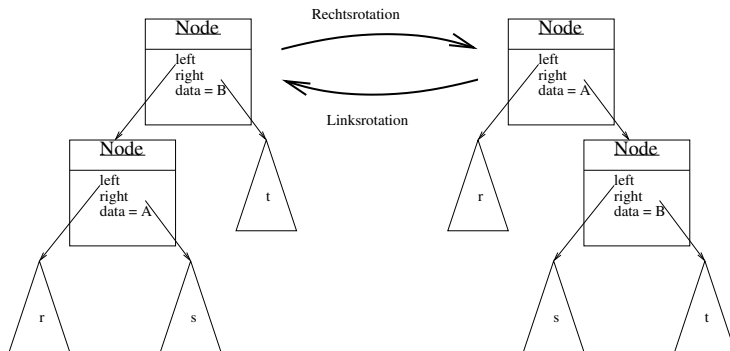 Rechtsrotation
Linksrotation
Node
left
right
data = B
Node
left
right
data = A
t
r
s
Node
left
right
data = A
r
Node
left
right
data = B
s
t